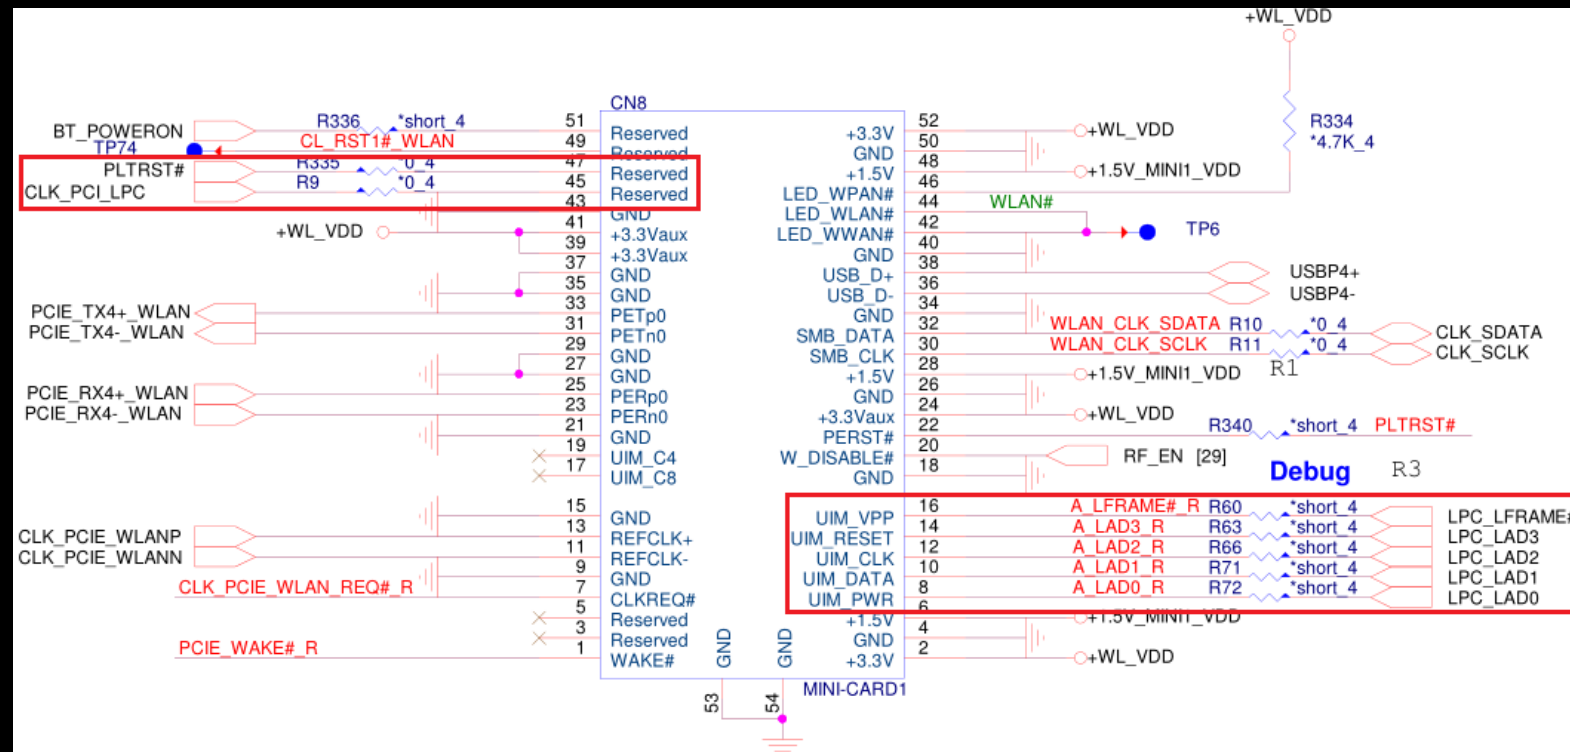 +WL_VDD
CN8
BT_POWERON R336 *short_4 51 Reserved
TP74 CL_RST1#_WLAN 49 Reserved
PLTRST# R335 *0_4 47 Reserved
CLK_PCI_LPC R9 *0_4 45 Reserved
43 GND
+WL_VDD 41 +3.3Vaux
39 +3.3Vaux
37 GND
35 GND
PCIE_TX4+_WLAN 33 PETp0
PCIE_TX4-_WLAN 31 PETn0
29 GND
27 GND
PCIE_RX4+_WLAN 25 PERp0
PCIE_RX4-_WLAN 23 PERn0
21 GND
19 UIM_C4
17 UIM_C8
15 GND
CLK_PCIE_WLANP 13 REFCLK+
CLK_PCIE_WLANN 11 REFCLK-
9 GND
CLK_PCIE_WLAN_REQ#_R 7 CLKREQ#
5 Reserved
3 Reserved
PCIE_WAKE#_R 1 WAKE#
GND GND
53 54
+3.3V 52 +WL_VDD
GND 50
+1.5V 48 +1.5V_MINI1_VDD
LED_WPAN# 46 R334 *4.7K_4
LED_WLAN# 44 WLAN#
LED_WWAN# 42 TP6
GND 40
USB_D+ 38 USBP4+
USB_D- 36 USBP4-
GND 34
SMB_DATA 32 WLAN_CLK_SDATA R10 *0_4 CLK_SDATA
SMB_CLK 30 WLAN_CLK_SCLK R11 *0_4 CLK_SCLK
R1
+1.5V 28 +1.5V_MINI1_VDD
GND 26
+3.3Vaux 24 +WL_VDD
PERST# 22 R340 *short_4 PLTRST#
W_DISABLE# 20 RF_EN [29]
GND 18
Debug R3
UIM_VPP 16 A_LFRAME#_R R60 *short_4 LPC_LFRAME#
UIM_RESET 14 A_LAD3_R R63 *short_4 LPC_LAD3
UIM_CLK 12 A_LAD2_R R66 *short_4 LPC_LAD2
UIM_DATA 10 A_LAD1_R R71 *short_4 LPC_LAD1
UIM_PWR 8 A_LAD0_R R72 *short_4 LPC_LAD0
+1.5V 6 +1.5V_MINI1_VDD
GND 4
+3.3V 2 +WL_VDD
MINI-CARD1